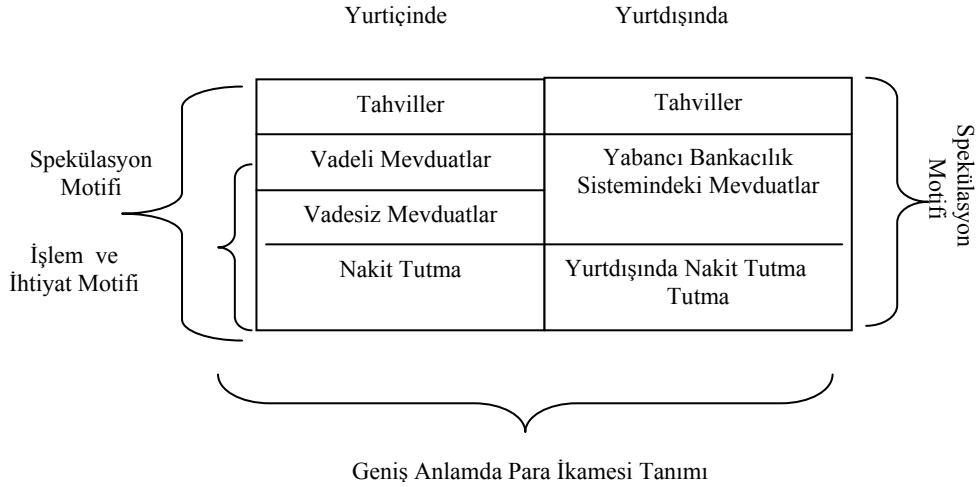 Yurtiçinde Yurtdışında
Tahviller Tahviller
Spekülasyon
Motifi
Vadeli Mevduatlar
Yabancı Bankacılık
Sistemindeki Mevduatlar
Vadesiz Mevduatlar
Spekülasyon
Motifi
İşlem ve
İhtiyat Motifi
Nakit Tutma
Yurtdışında Nakit Tutma
Tutma
Geniş Anlamda Para İkamesi Tanımı